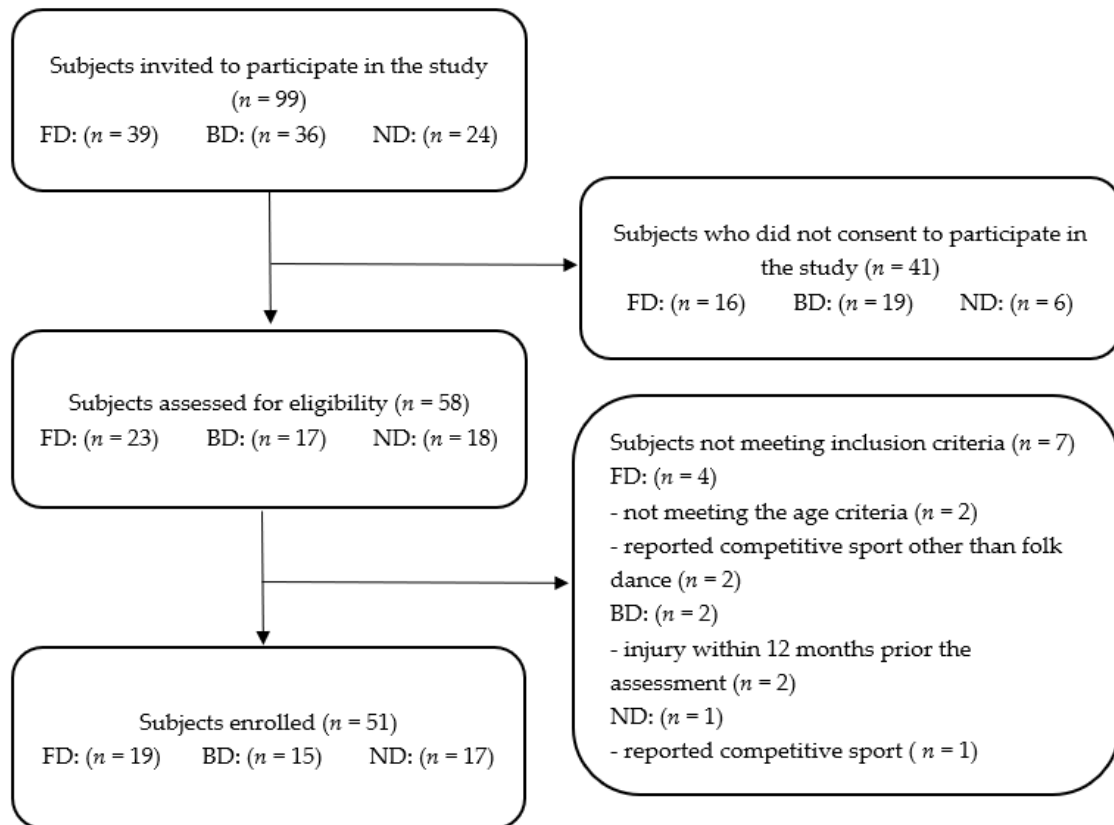 Subjects invited to participate in the study
(n = 99)
FD: (n = 39) BD: (n = 36) ND: (n = 24)
Subjects who did not consent to participate in
the study (n = 41)
FD: (n = 16) BD: (n = 19) ND: (n = 6)
Subjects assessed for eligibility (n = 58)
FD: (n = 23) BD: (n = 17) ND: (n = 18)
Subjects not meeting inclusion criteria (n = 7)
FD: (n = 4)
- not meeting the age criteria (n = 2)
- reported competitive sport other than folk
dance (n = 2)
BD: (n = 2)
- injury within 12 months prior the
assessment (n = 2)
ND: (n = 1)
- reported competitive sport ( n = 1)
Subjects enrolled (n = 51)
FD: (n = 19) BD: (n = 15) ND: (n = 17)